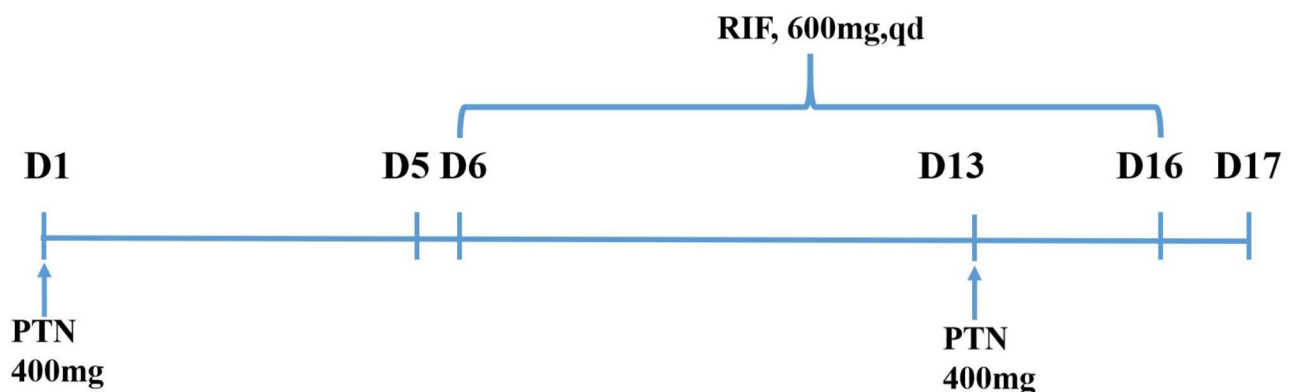 RIF, 600mg,qd
D1 D5 D6 D13 D16 D17
PTN
400mg
PTN
400mg